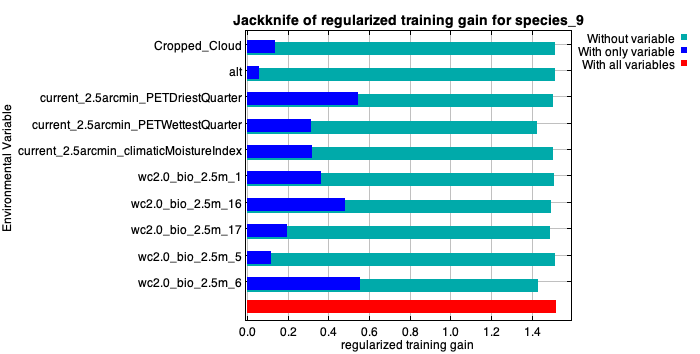 Jackknife of regularized training gain for species_9
Without variable
With only variable
With all variables
Environmental Variable
Cropped_Cloud
alt
current_2.5arcmin_PETDriestQuarter
current_2.5arcmin_PETWettestQuarter
current_2.5arcmin_climaticMoistureIndex
wc2.0_bio_2.5m_1
wc2.0_bio_2.5m_16
wc2.0_bio_2.5m_17
wc2.0_bio_2.5m_5
wc2.0_bio_2.5m_6
0.0 0.2 0.4 0.6 0.8 1.0 1.2 1.4
regularized training gain